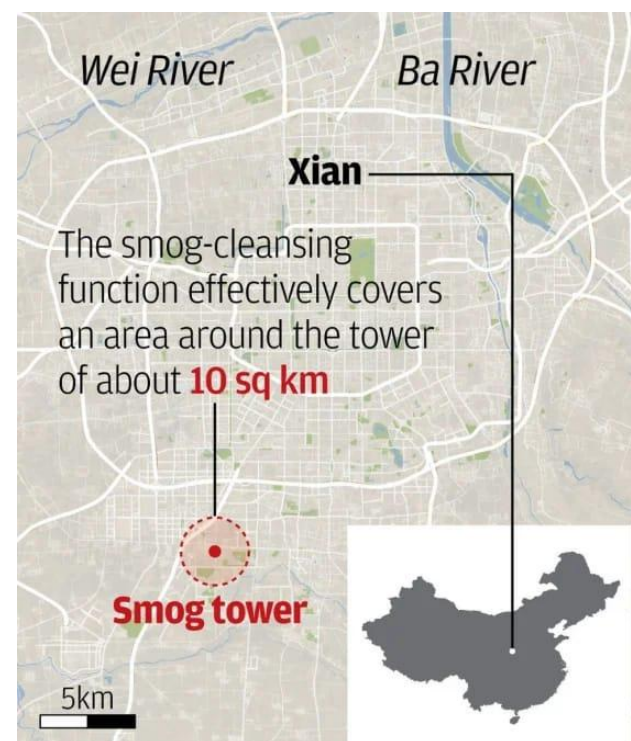 Wei River
Ba River
Xian
The smog-cleansing
function effectively covers
an area around the tower
of about 10 sq km
Smog tower
5km